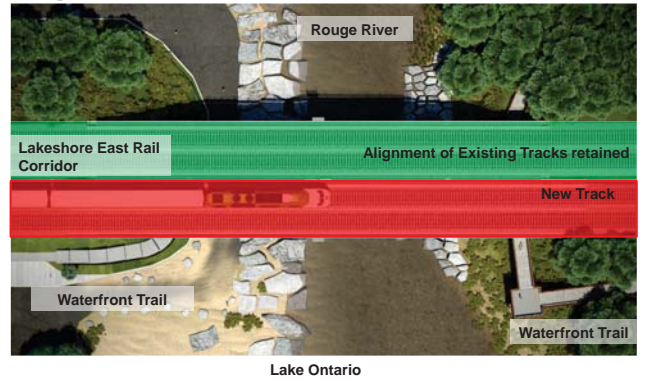 Rouge River
Lakeshore East Rail
Corridor
Alignment of Existing Tracks retained
New Track
Waterfront Trail
Waterfront Trail
Lake Ontario